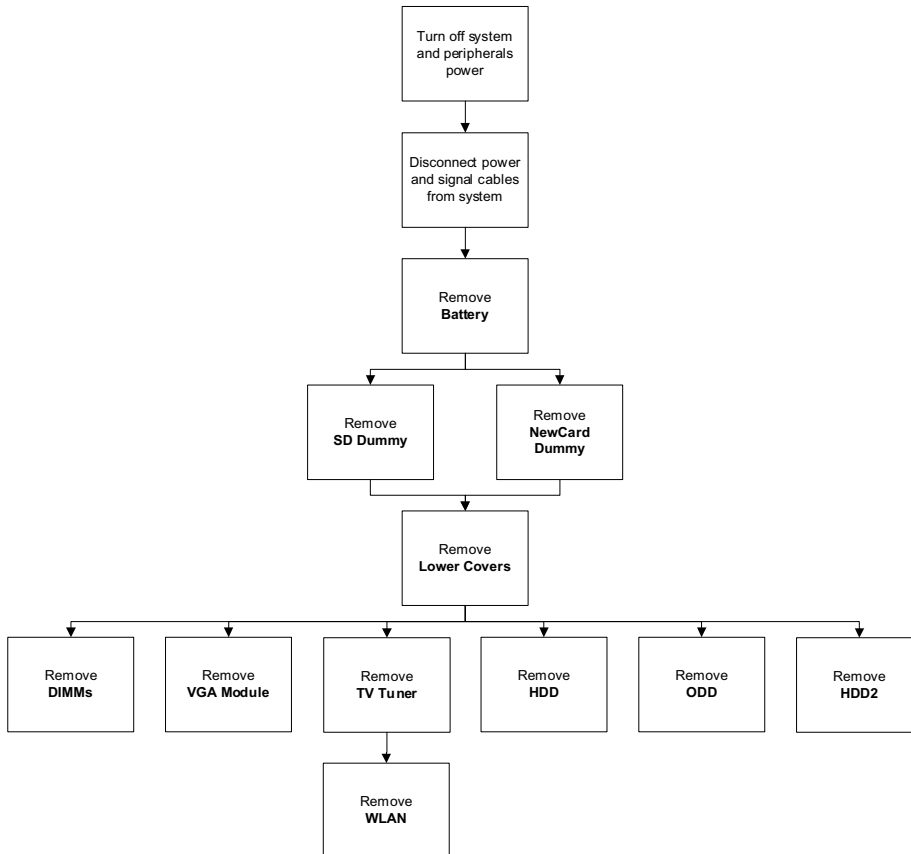 Turn off system
and peripherals
power
Disconnect power
and signal cables
from system
Remove
Battery
Remove
SD Dummy
Remove
NewCard
Dummy
Remove
Lower Covers
Remove
DIMMs
Remove
VGA Module
Remove
TV Tuner
Remove
HDD
Remove
ODD
Remove
HDD2
Remove
WLAN